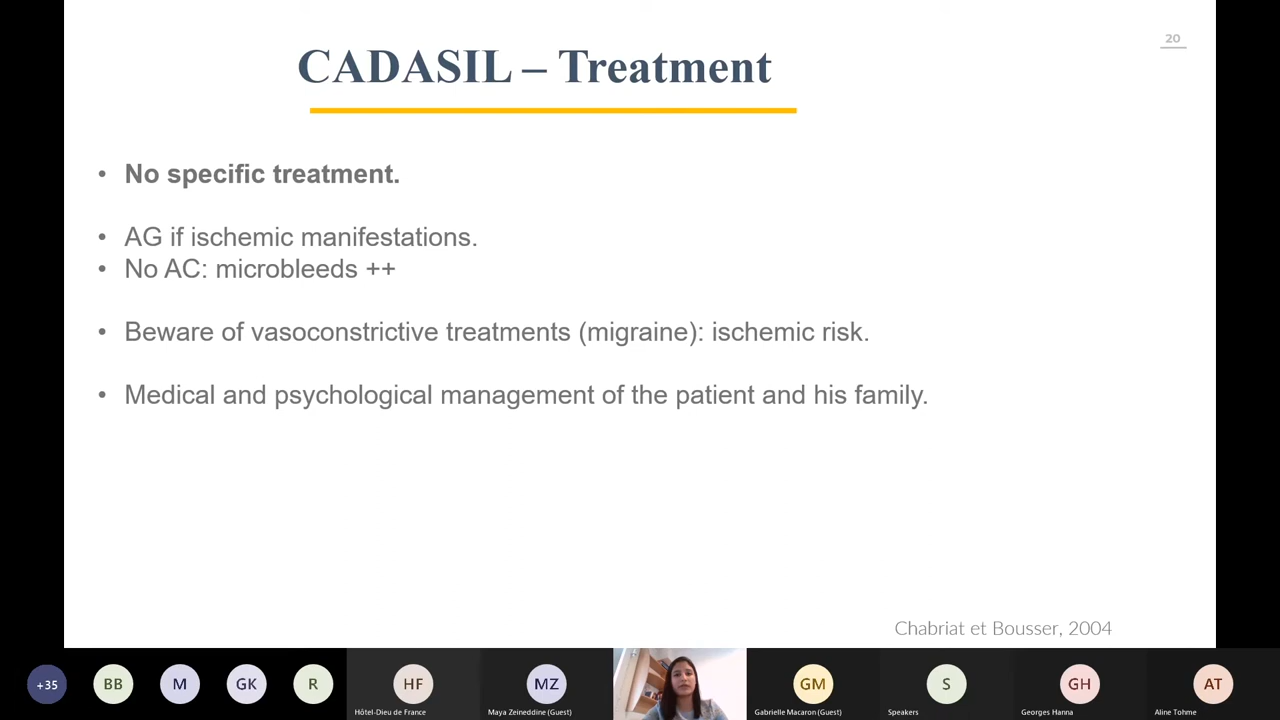 20
CADASIL – Treatment
• No specific treatment.
• AG if ischemic manifestations.
• No AC: microbleeds ++
• Beware of vasoconstrictive treatments (migraine): ischemic risk.
• Medical and psychological management of the patient and his family.
Chabriat et Bousser, 2004
+35 BB M GK R HF MZ GM S GH AT
Hôtel-Dieu de France Maya Zeineddine (Guest) Gabrielle Macaron (Guest) Speakers Georges Hanna Aline Tohme